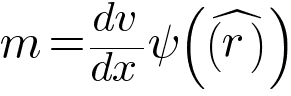 $m = \frac{dv}{dx} \psi \left( \widehat{(r)} \right)$